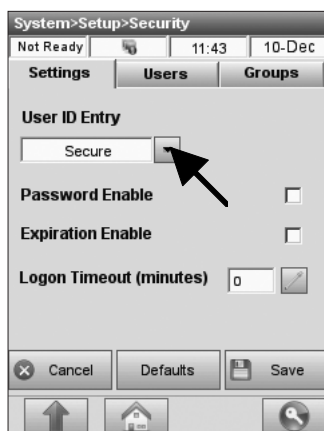 System>Setup>Security
Not Ready 11:43 10-Dec
Settings Users Groups
User ID Entry
Secure
Password Enable
Expiration Enable
Logon Timeout (minutes) 0
Cancel Defaults Save